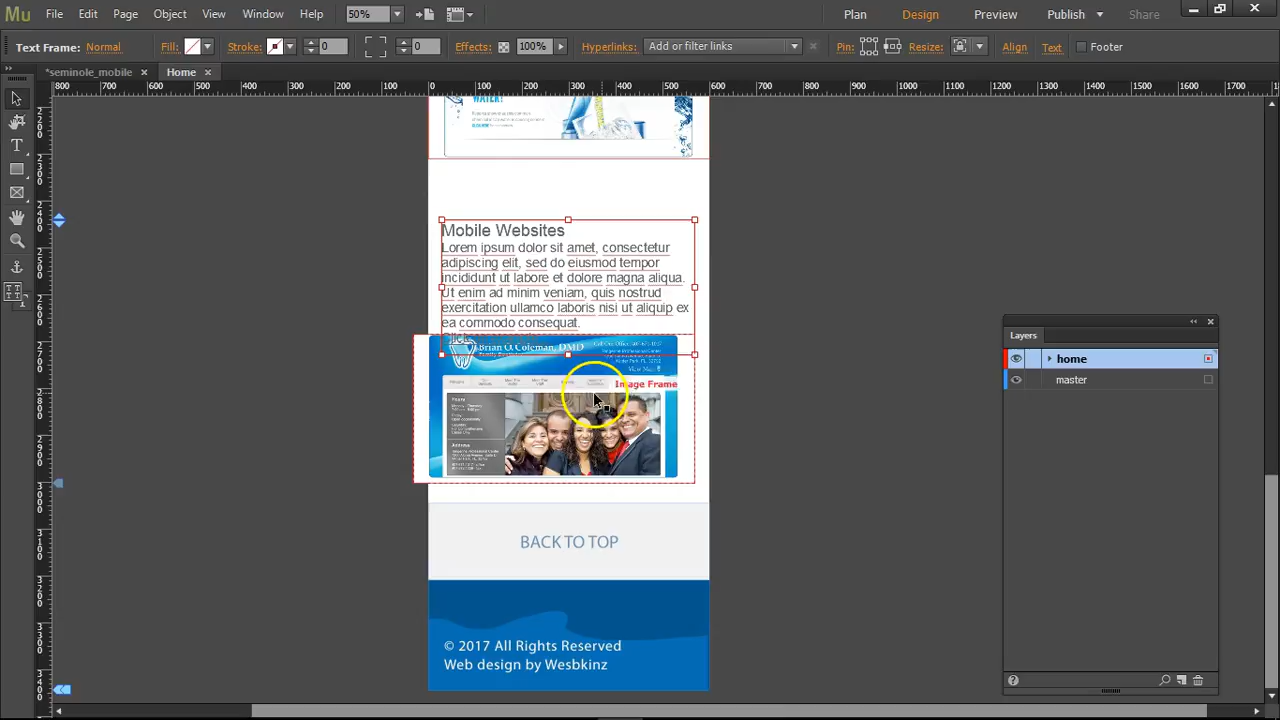 Mu File Edit Page Object View Window Help 50% Plan Design Preview Publish Share
Text Frame: Normal Fill: Stroke: 0 0 Effects: 100% Hyperlinks: Add or filter links Pin: Resize: Align Text Footer
*seminole_mobile × Home ×
800 700 600 500 400 300 200 100 0 100 200 300 400 500 600 700 800 900 1000 1100 1200 1300 1400 1500 1600 1700
WATER!
Mobile Websites
Lorem ipsum dolor sit amet, consectetur
adipiscing elit, sed do eiusmod tempor
incididunt ut labore et dolore magna aliqua.
Ut enim ad minim veniam, quis nostrud
exercitation ullamco laboris nisi ut aliquip ex
ea commodo consequat.
Brian O. Coleman, DMD
Family Dentistry
View Map
Image Frame
BACK TO TOP
© 2017 All Rights Reserved
Web design by Wesbkinz
Layers
home
master